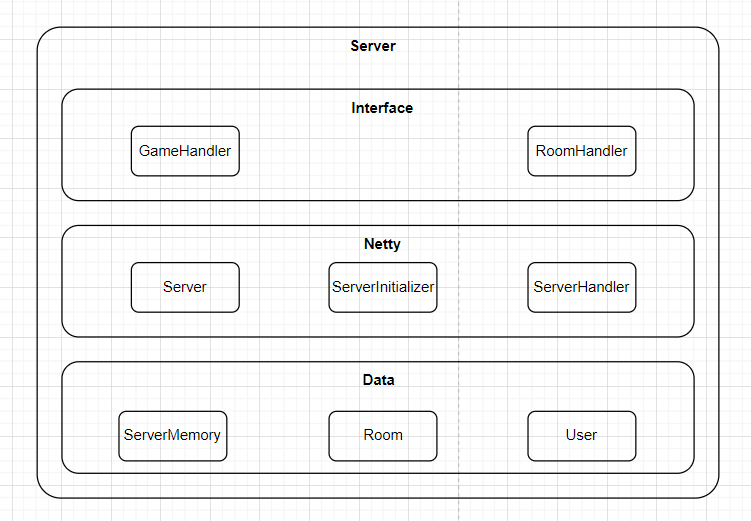 Server
Interface
GameHandler
RoomHandler
Netty
Server
ServerInitializer
ServerHandler
Data
ServerMemory
Room
User